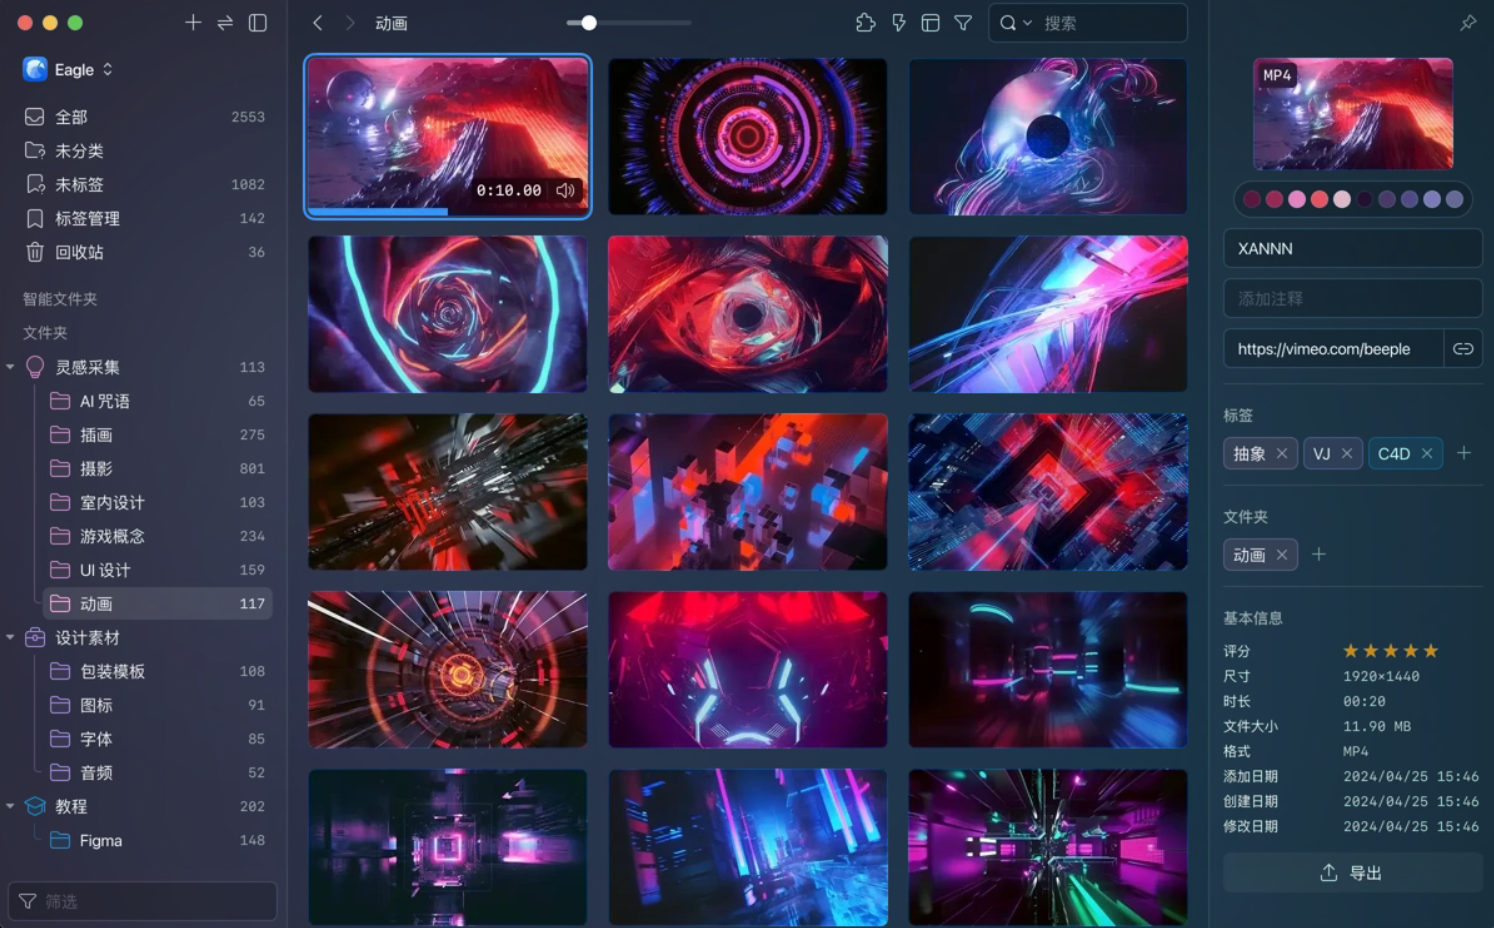 动画
搜索
Eagle
全部 2553
未分类
未标签 1082
标签管理 142
回收站 36
智能文件夹
文件夹
灵感采集 113
AI 咒语 65
插画 275
摄影 801
室内设计 103
游戏概念 234
UI 设计 159
动画 117
设计素材
包装模板 108
图标 91
字体 85
音频 52
教程 202
Figma 148
筛选
0:10.00
MP4
XANNN
添加注释
https://vimeo.com/beeple
标签
抽象 VJ C4D
文件夹
动画
基本信息
评分
尺寸 1920×1440
时长 00:20
文件大小 11.90 MB
格式 MP4
添加日期 2024/04/25 15:46
创建日期 2024/04/25 15:46
修改日期 2024/04/25 15:46
导出